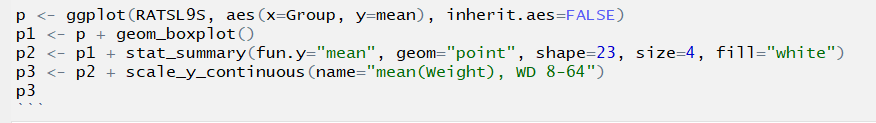 p <- ggplot(RATSL9S, aes(x=Group, y=mean), inherit.aes=FALSE)
p1 <- p + geom_boxplot()
p2 <- p1 + stat_summary(fun.y="mean", geom="point", shape=23, size=4, fill="white")
p3 <- p2 + scale_y_continuous(name="mean(Weight), WD 8-64")
p3
```